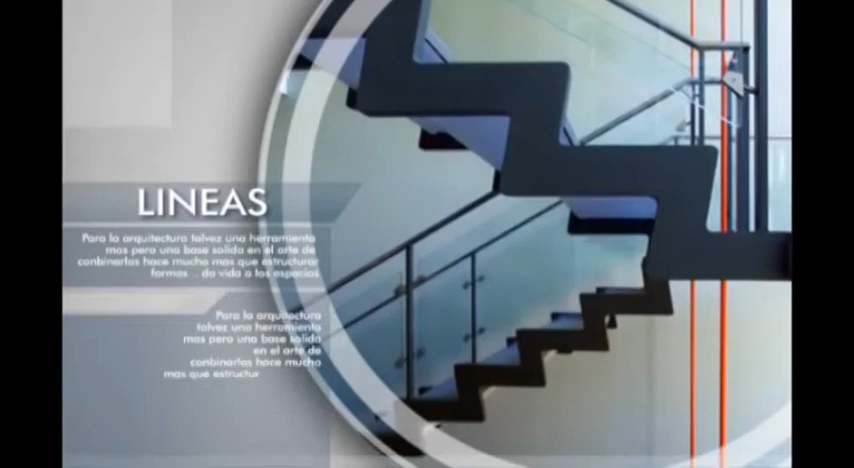 LINEAS
Para la arquitectura talvez una herramienta
mas pero una base solida en el arte de
conbinarlas hace mucho mas que estructurar
formas... da vida a los espacios
Para la arquitectura
talvez una herramienta
mas pero una base solida
en el arte de
conbinarlas hace mucho
mas que estructur